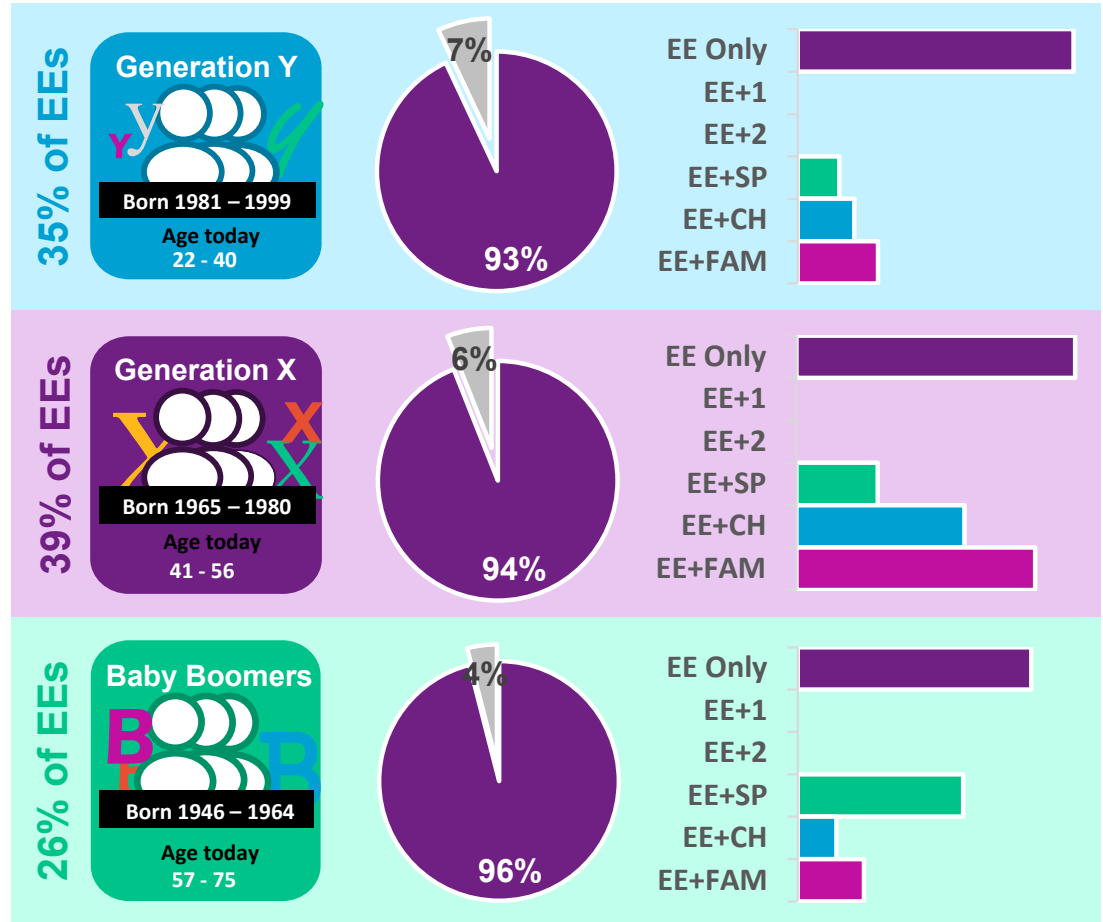 35% of EEs
Generation Y
y
Y
y
Born 1981 – 1999
Age today
22 - 40
7%
93%
EE Only
EE+1
EE+2
EE+SP
EE+CH
EE+FAM
39% of EEs
Generation X
X
X
X
Born 1965 – 1980
Age today
41 - 56
6%
94%
EE Only
EE+1
EE+2
EE+SP
EE+CH
EE+FAM
26% of EEs
Baby Boomers
B
B
B
Born 1946 – 1964
Age today
57 - 75
4%
96%
EE Only
EE+1
EE+2
EE+SP
EE+CH
EE+FAM